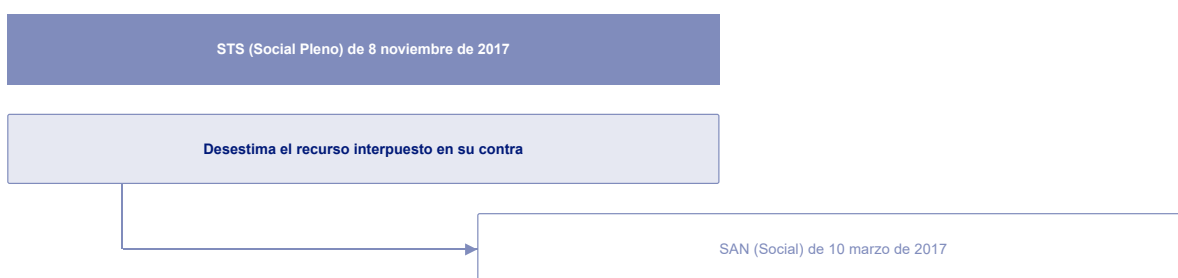 STS (Social Pleno) de 8 noviembre de 2017
Desestima el recurso interpuesto en su contra
SAN (Social) de 10 marzo de 2017